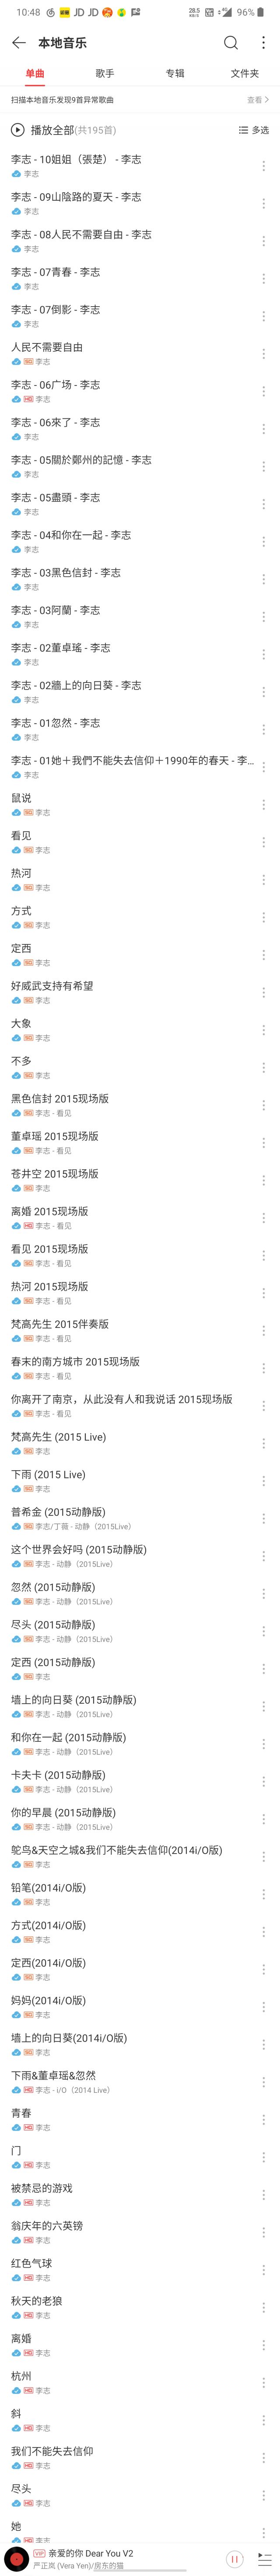 10:48 JD JD 28.5 KB/S 4G 96%
本地音乐
单曲 歌手 专辑 文件夹
扫描本地音乐发现9首异常歌曲 查看
播放全部(共195首) 多选
李志 - 10姐姐（張楚） - 李志
李志
李志 - 09山陰路的夏天 - 李志
李志
李志 - 08人民不需要自由 - 李志
李志
李志 - 07青春 - 李志
李志
李志 - 07倒影 - 李志
李志
人民不需要自由
SQ 李志
李志 - 06广场 - 李志
HQ 李志
李志 - 06來了 - 李志
李志
李志 - 05關於鄭州的記憶 - 李志
李志
李志 - 05盡頭 - 李志
李志
李志 - 04和你在一起 - 李志
李志
李志 - 03黑色信封 - 李志
李志
李志 - 03阿蘭 - 李志
李志
李志 - 02董卓瑤 - 李志
李志
李志 - 02牆上的向日葵 - 李志
李志
李志 - 01忽然 - 李志
李志
李志 - 01她＋我們不能失去信仰＋1990年的春天 - 李...
李志
鼠说
SQ 李志
看见
SQ 李志
热河
SQ 李志
方式
SQ 李志
定西
SQ 李志
好威武支持有希望
SQ 李志
大象
SQ 李志
不多
SQ 李志
黑色信封 2015现场版
SQ 李志 - 看见
董卓瑶 2015现场版
SQ 李志 - 看见
苍井空 2015现场版
SQ 李志
离婚 2015现场版
HQ 李志 - 看见
看见 2015现场版
SQ 李志 - 看见
热河 2015现场版
SQ 李志 - 看见
梵高先生 2015伴奏版
SQ 李志 - 看见
春末的南方城市 2015现场版
SQ 李志 - 看见
你离开了南京，从此没有人和我说话 2015现场版
SQ 李志 - 看见
梵高先生 (2015 Live)
SQ 李志
下雨 (2015 Live)
SQ 李志
普希金 (2015动静版)
SQ 李志/丁薇 - 动静（2015Live）
这个世界会好吗 (2015动静版)
SQ 李志 - 动静（2015Live）
忽然 (2015动静版)
SQ 李志 - 动静（2015Live）
尽头 (2015动静版)
SQ 李志 - 动静（2015Live）
定西 (2015动静版)
SQ 李志
墙上的向日葵 (2015动静版)
SQ 李志 - 动静（2015Live）
和你在一起 (2015动静版)
SQ 李志 - 动静（2015Live）
卡夫卡 (2015动静版)
SQ 李志 - 动静（2015Live）
你的早晨 (2015动静版)
SQ 李志 - 动静（2015Live）
鸵鸟&天空之城&我们不能失去信仰(2014i/O版)
SQ 李志
铅笔(2014i/O版)
SQ 李志
方式(2014i/O版)
SQ 李志
定西(2014i/O版)
SQ 李志
妈妈(2014i/O版)
SQ 李志
墙上的向日葵(2014i/O版)
SQ 李志
下雨&董卓瑶&忽然
HQ 李志 - i/O（2014 Live）
青春
HQ 李志
门
HQ 李志
被禁忌的游戏
HQ 李志
翁庆年的六英镑
HQ 李志
红色气球
HQ 李志
秋天的老狼
HQ 李志
离婚
HQ 李志
杭州
HQ 李志
斜
HQ 李志
我们不能失去信仰
HQ 李志
尽头
HQ 李志
她
HQ 李志
VIP 亲爱的你 Dear You V2
严正岚 (Vera Yen)/房东的猫